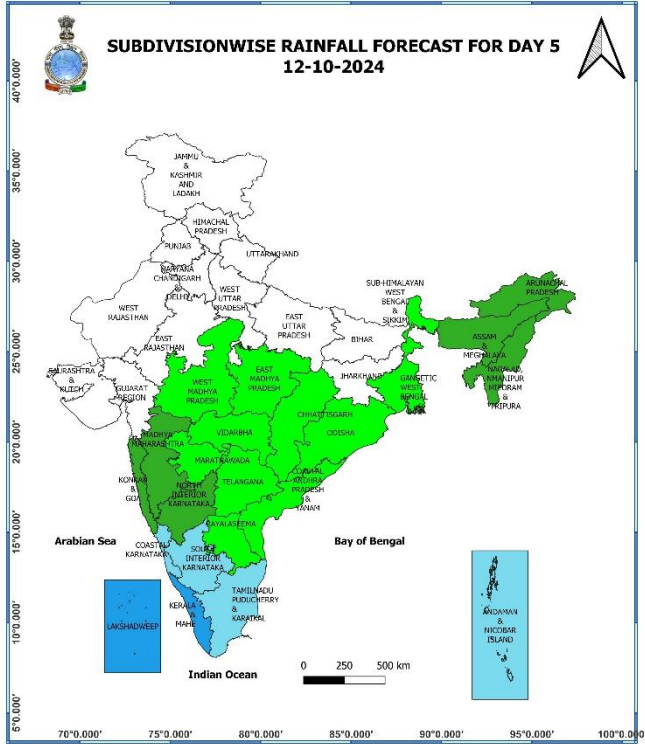 SUBDIVISIONWISE RAINFALL FORECAST FOR DAY 5
12-10-2024
40°0.000'
35°0.000'
30°0.000'
25°0.000'
20°0.000'
15°0.000'
10°0.000'
5°0.000'
JAMMU
&
KASHMIR
AND
LADAKH
HIMACHAL
PRADESH
PUNJAB
UTTARAKHAND
HARYANA
CHANDIGARH
&
DELHI
WEST
UTTAR
PRADESH
WEST
RAJASTHAN
EAST
RAJASTHAN
EAST
UTTAR
PRADESH
SUB-HIMALAYAN
WEST
BENGAL
&
SIKKIM
ARUNACHAL
PRADESH
ASSAM
&
MEGHALAYA
NAGALAD,
MANIPUR
MIZORAM
&
TRIPURA
BIHAR
JHARKHAND
GANGETIC
WEST
BENGAL
SAURASHTRA
&
KUTCH
GUJARAT
REGION
WEST
MADHYA
PRADESH
EAST
MADHYA
PRADESH
CHHATTISGARH
ODISHA
MADHYA
MAHARASHTRA
VIDARBHA
MARATHAWADA
TELANGANA
COASTAL
ANDHRA
PRADESH
&
YANAM
KONKAN
&
GOA
NORTH
INTERIOR
KARNATAKA
RAYALASEEMA
COASTAL
KARNATAKA
SOUTH
INTERIOR
KARNATAKA
TAMILNADU
PUDUCHERRY
&
KARAIKAL
KERALA
&
MAHE
LAKSHADWEEP
ANDAMAN
&
NICOBAR
ISLAND
Arabian Sea
Bay of Bengal
Indian Ocean
0 250 500 km
70°0.000' 75°0.000' 80°0.000' 85°0.000' 90°0.000' 95°0.000' 100°0.000'